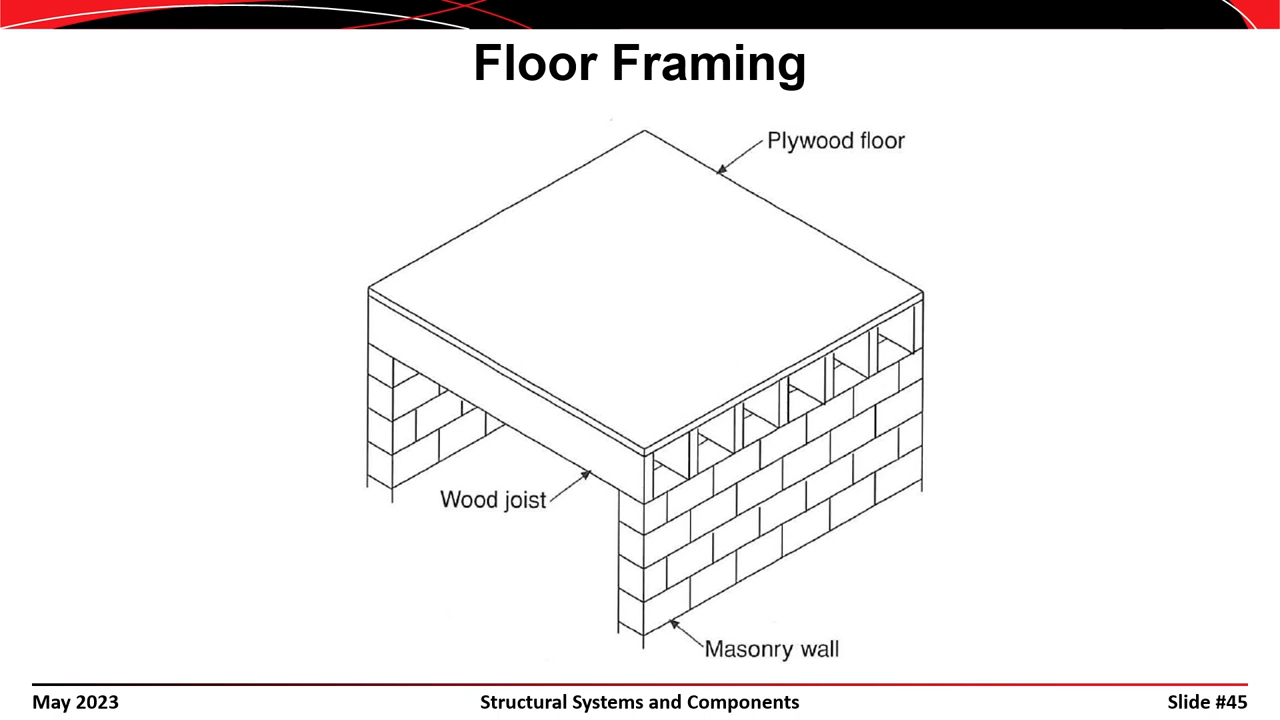 Floor Framing
Plywood floor
Wood joist
Masonry wall
May 2023
Structural Systems and Components
Slide #45